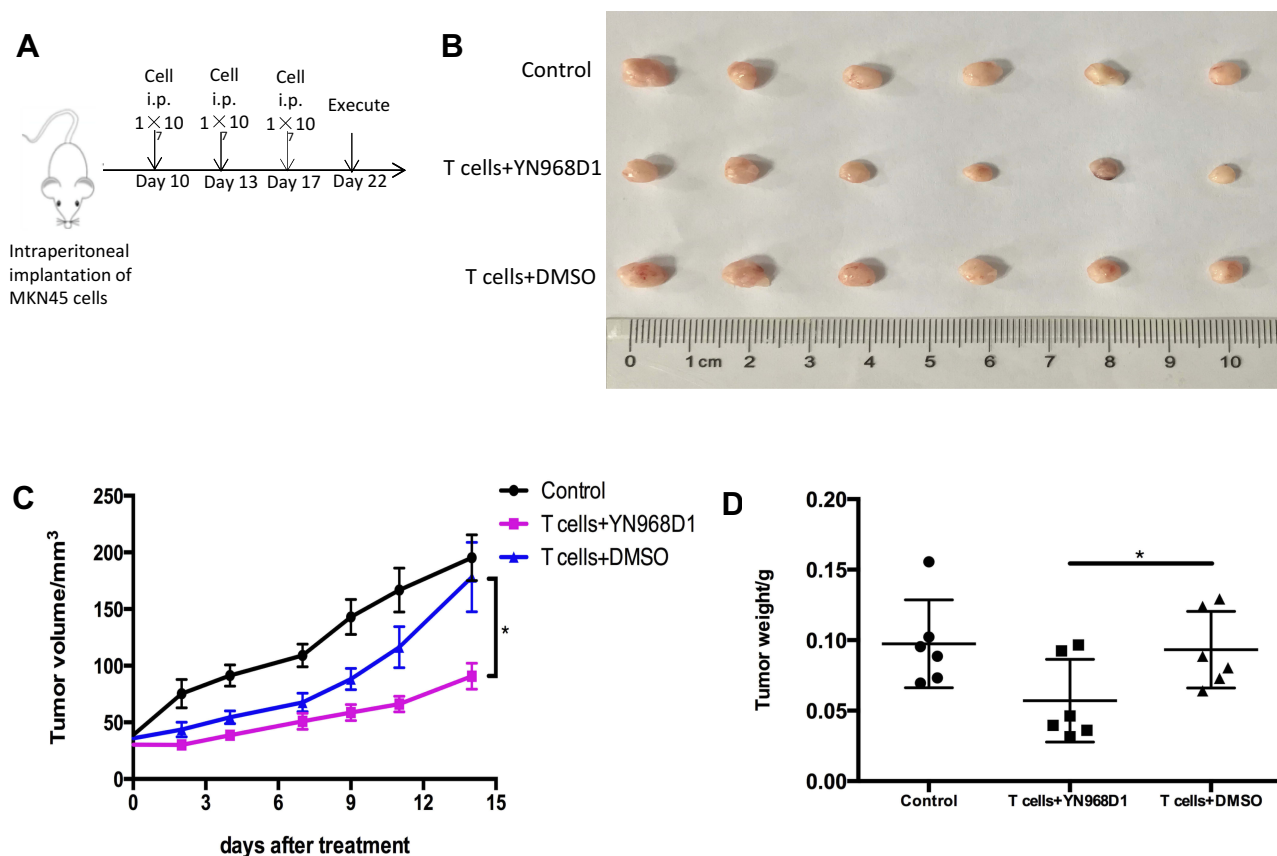 A
Cell
i.p.
1×10
7
Cell
i.p.
1×10
7
Cell
i.p.
1×10
7
Execute
Day 10
Day 13
Day 17
Day 22
Intraperitoneal
implantation of
MKN45 cells
B
Control
T cells+YN968D1
T cells+DMSO
0 1cm 2 3 4 5 6 7 8 9 10
C
Tumor volume/mm³
250
200
150
100
50
0
0 3 6 9 12 15
days after treatment
Control
T cells+YN968D1
T cells+DMSO
*
D
Tumor weight/g
0.20
0.15
0.10
0.05
0.00
*
Control T cells+YN968D1 T cells+DMSO